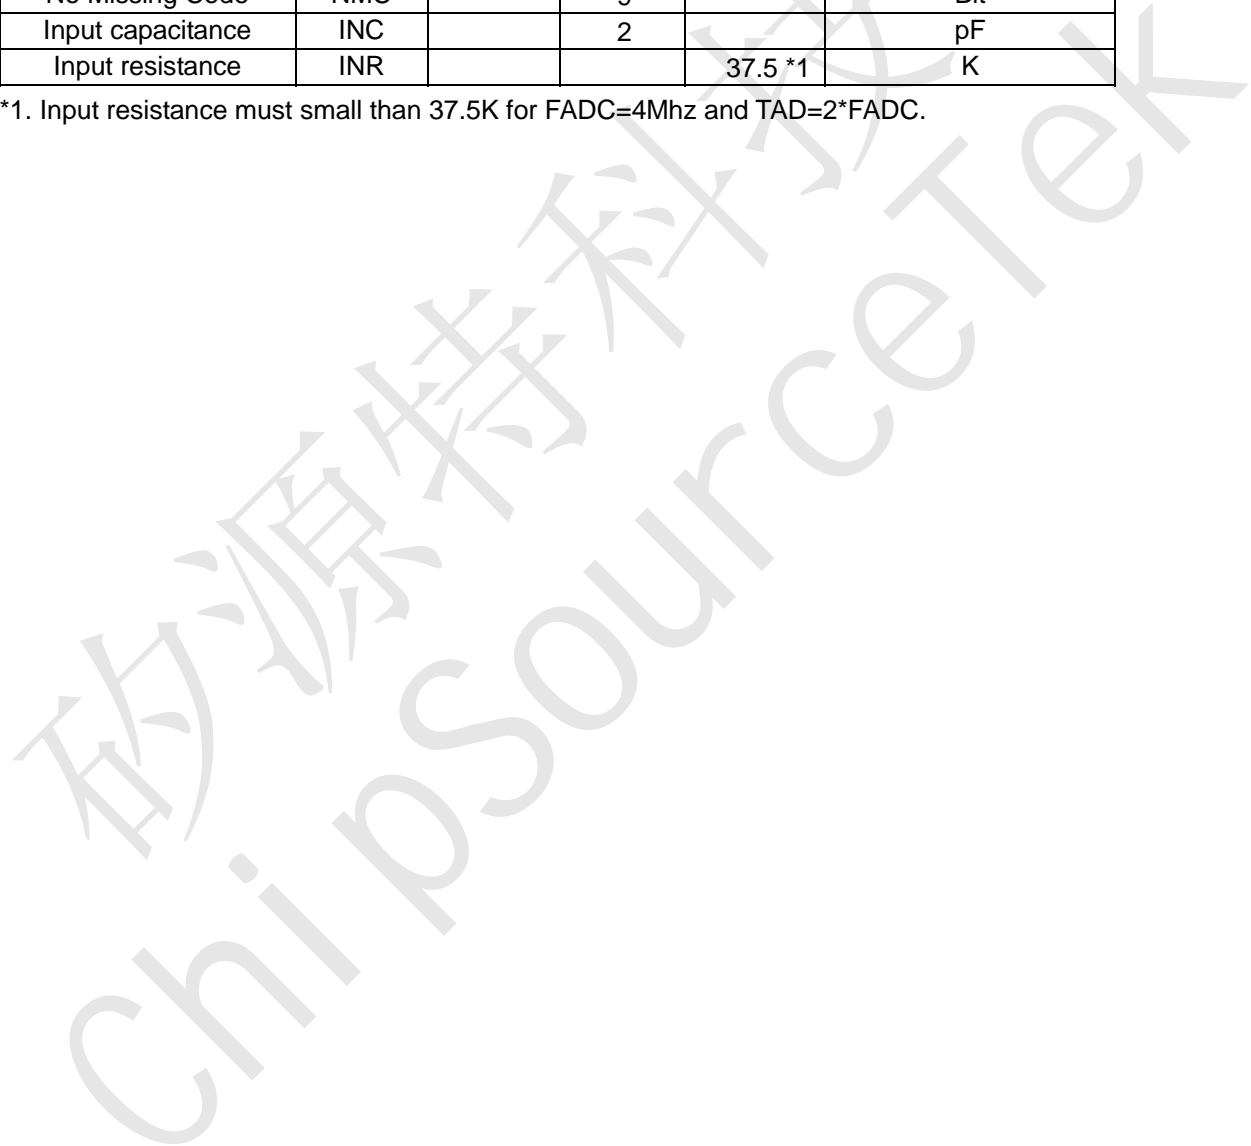 No Missing Code NMC 9 Bit
Input capacitance INC 2 pF
Input resistance INR 37.5 *1 K
*1. Input resistance must small than 37.5K for FADC=4Mhz and TAD=2*FADC.
矽源特科技
ChipSourceTek